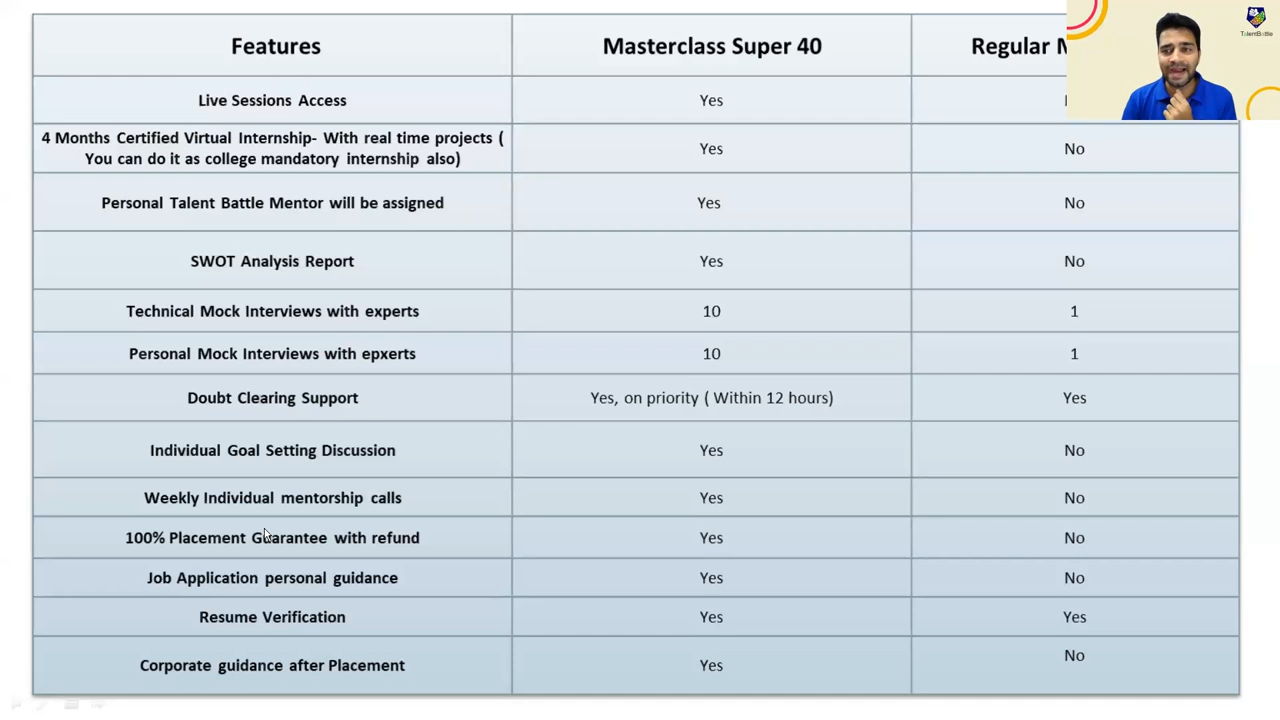 Features Masterclass Super 40 Regular
TalentBattle
Live Sessions Access Yes
4 Months Certified Virtual Internship- With real time projects (
You can do it as college mandatory internship also) Yes No
Personal Talent Battle Mentor will be assigned Yes No
SWOT Analysis Report Yes No
Technical Mock Interviews with experts 10 1
Personal Mock Interviews with epxerts 10 1
Doubt Clearing Support Yes, on priority ( Within 12 hours) Yes
Individual Goal Setting Discussion Yes No
Weekly Individual mentorship calls Yes No
100% Placement Guarantee with refund Yes No
Job Application personal guidance Yes No
Resume Verification Yes Yes
Corporate guidance after Placement Yes No